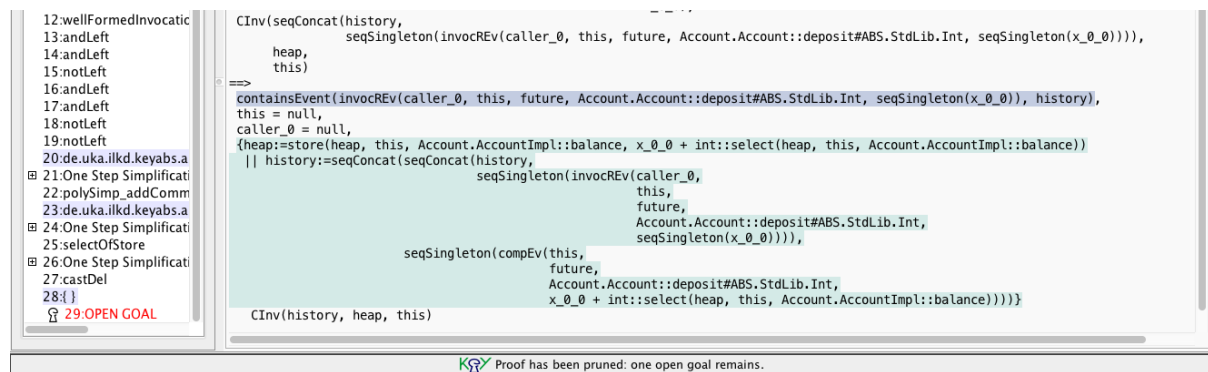 12:wellFormedInvocatic
13:andLeft
14:andLeft
15:notLeft
16:andLeft
17:andLeft
18:notLeft
19:notLeft
20:de.uka.ilkd.keyabs.a
21:One Step Simplificati
22:polySimp_addComm
23:de.uka.ilkd.keyabs.a
24:One Step Simplificati
25:selectOfStore
26:One Step Simplificati
27:castDel
28:{ }
29:OPEN GOAL
CInv(seqConcat(history,
seqSingleton(invocREv(caller_0, this, future, Account.Account::deposit#ABS.StdLib.Int, seqSingleton(x_0_0)))),
heap,
this)
==>
containsEvent(invocREv(caller_0, this, future, Account.Account::deposit#ABS.StdLib.Int, seqSingleton(x_0_0)), history),
this = null,
caller_0 = null,
{heap:=store(heap, this, Account.AccountImpl::balance, x_0_0 + int::select(heap, this, Account.AccountImpl::balance))
|| history:=seqConcat(seqConcat(history,
seqSingleton(invocREv(caller_0,
this,
future,
Account.Account::deposit#ABS.StdLib.Int,
seqSingleton(x_0_0)))),
seqSingleton(compEv(this,
future,
Account.Account::deposit#ABS.StdLib.Int,
x_0_0 + int::select(heap, this, Account.AccountImpl::balance))))}
CInv(history, heap, this)
KeY Proof has been pruned: one open goal remains.